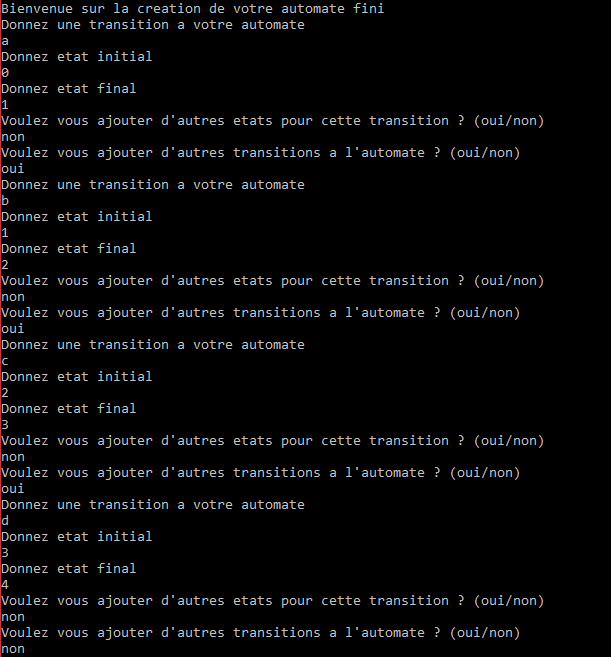 Bienvenue sur la creation de votre automate fini
Donnez une transition a votre automate
a
Donnez etat initial
0
Donnez etat final
1
Voulez vous ajouter d'autres etats pour cette transition ? (oui/non)
non
Voulez vous ajouter d'autres transitions a l'automate ? (oui/non)
oui
Donnez une transition a votre automate
b
Donnez etat initial
1
Donnez etat final
2
Voulez vous ajouter d'autres etats pour cette transition ? (oui/non)
non
Voulez vous ajouter d'autres transitions a l'automate ? (oui/non)
oui
Donnez une transition a votre automate
c
Donnez etat initial
2
Donnez etat final
3
Voulez vous ajouter d'autres etats pour cette transition ? (oui/non)
non
Voulez vous ajouter d'autres transitions a l'automate ? (oui/non)
oui
Donnez une transition a votre automate
d
Donnez etat initial
3
Donnez etat final
4
Voulez vous ajouter d'autres etats pour cette transition ? (oui/non)
non
Voulez vous ajouter d'autres transitions a l'automate ? (oui/non)
non